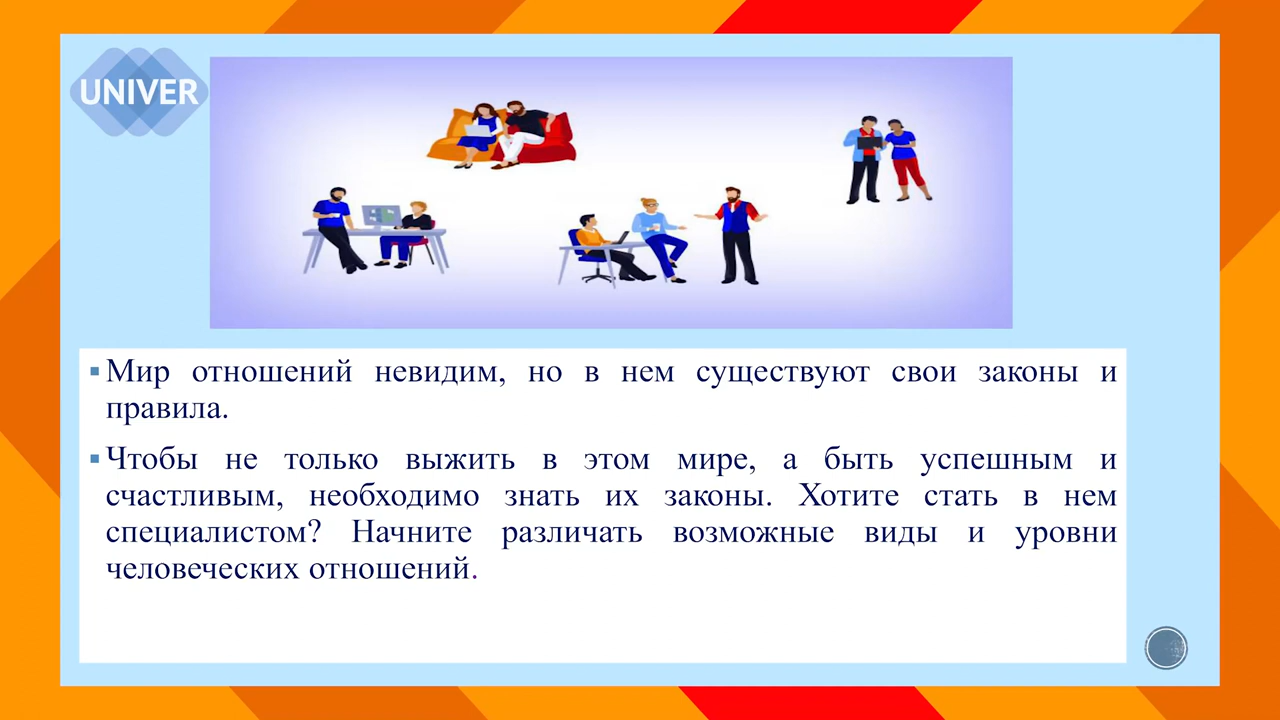 UNIVER
▪Мир отношений невидим, но в нем существуют свои законы и
правила.
▪Чтобы не только выжить в этом мире, а быть успешным и
счастливым, необходимо знать их законы. Хотите стать в нем
специалистом? Начните различать возможные виды и уровни
человеческих отношений.